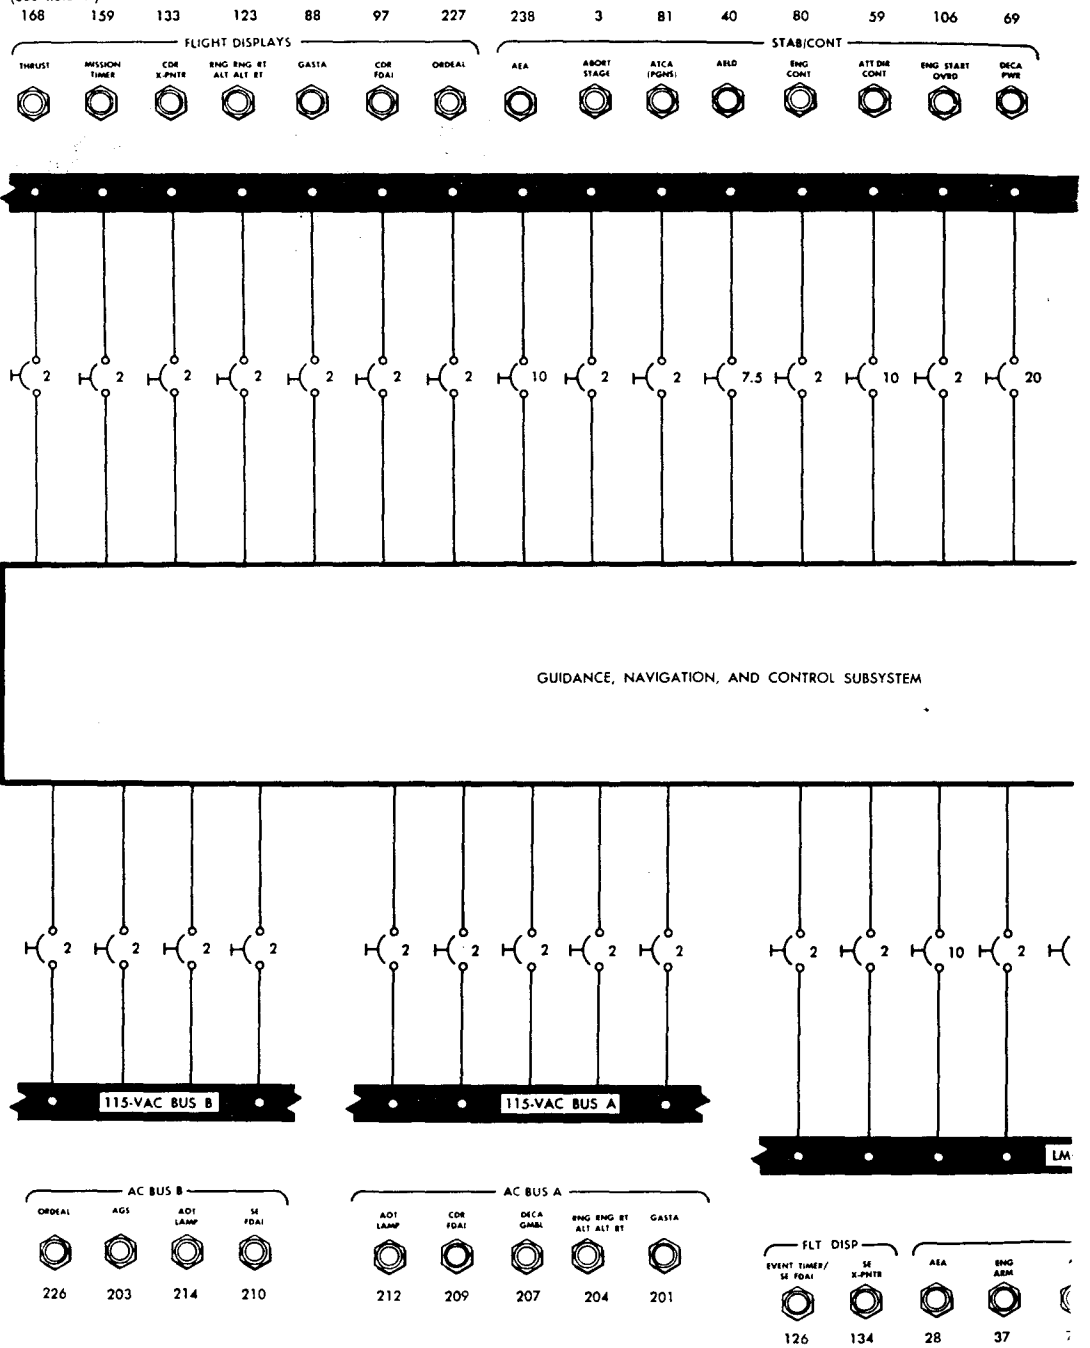 168 159 133 123 88 97 227 238 3 81 40 80 59 106 69
FLIGHT DISPLAYS STAB/CONT
THRUST
MISSION TIMER
CDR X-PNTR
RNG RNG RT
ALT ALT RT
GASTA
CDR FDAI
ORDEAL
AEA
ABORT STAGE
ATCA (PGNS)
AELD
ENG CONT
ATT DIR CONT
ENG START OVRD
DECA PWR
2 2 2 2 2 2 2 10 2 2 7.5 2 10 2 20
GUIDANCE, NAVIGATION, AND CONTROL SUBSYSTEM
2 2 2 2 2 2 2 2 2 2 2 10 2
115-VAC BUS B 115-VAC BUS A
LM
AC BUS B AC BUS A
ORDEAL
AGS
AOT LAMP
SE FDAI
AOT LAMP
CDR FDAI
DECA GMBL
RNG RNG RT
ALT ALT RT
GASTA
226 203 214 210 212 209 207 204 201
FLT DISP
EVENT TIMER/
SE FDAI
SE X-PNTR
AEA
ENG ARM
126 134 28 37